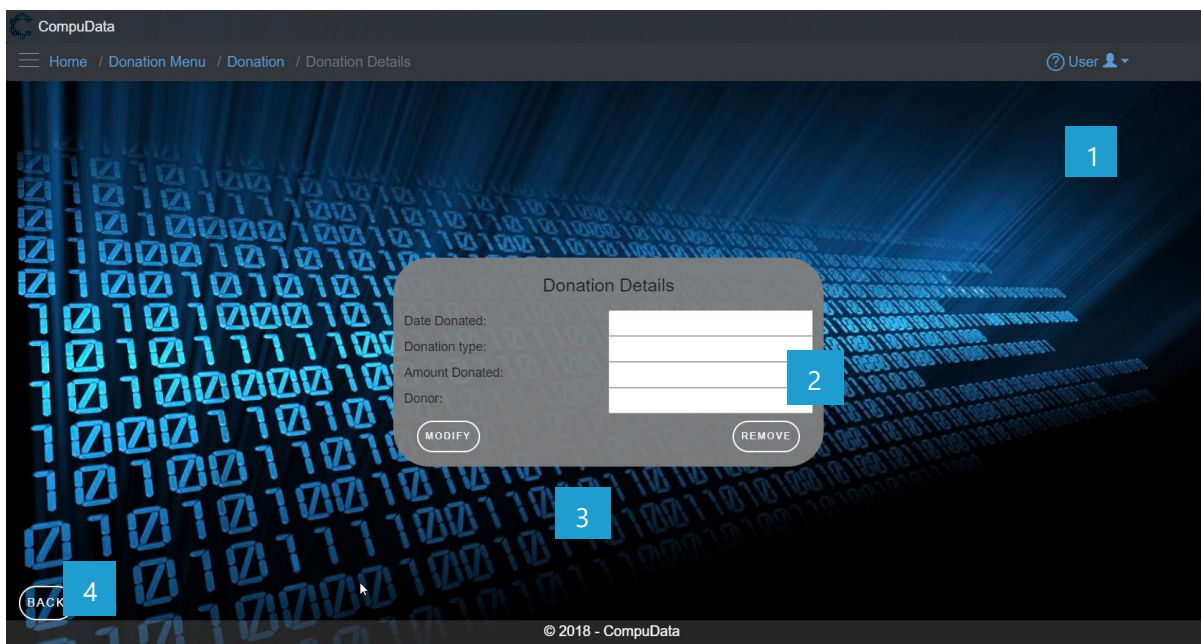 CompuData
Home / Donation Menu / Donation / Donation Details
? User
1
Donation Details
Date Donated:
Donation type:
Amount Donated:
2
Donor:
MODIFY REMOVE
3
4
BACK
© 2018 - CompuData